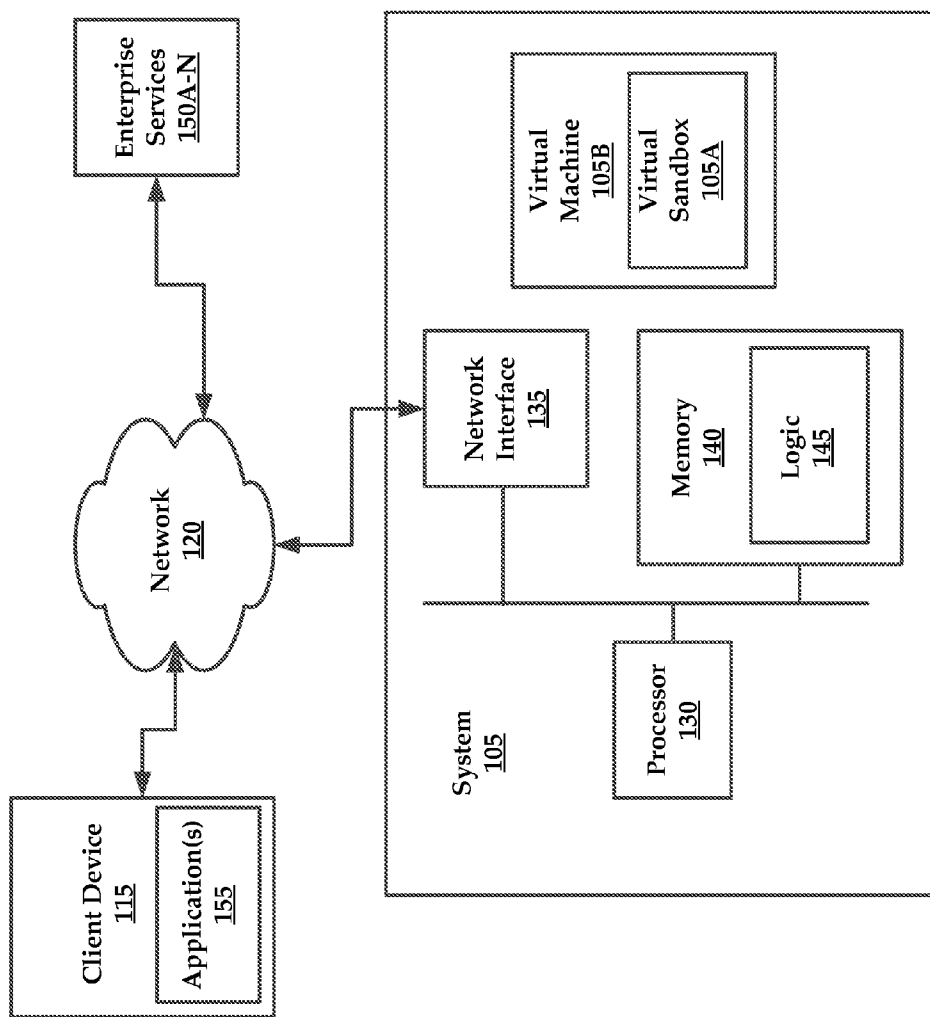 Client Device
115
Application(s)
155
Network
120
Enterprise
Services
150A-N
System
105
Processor
130
Network
Interface
135
Memory
140
Logic
145
Virtual
Machine
105B
Virtual
Sandbox
105A